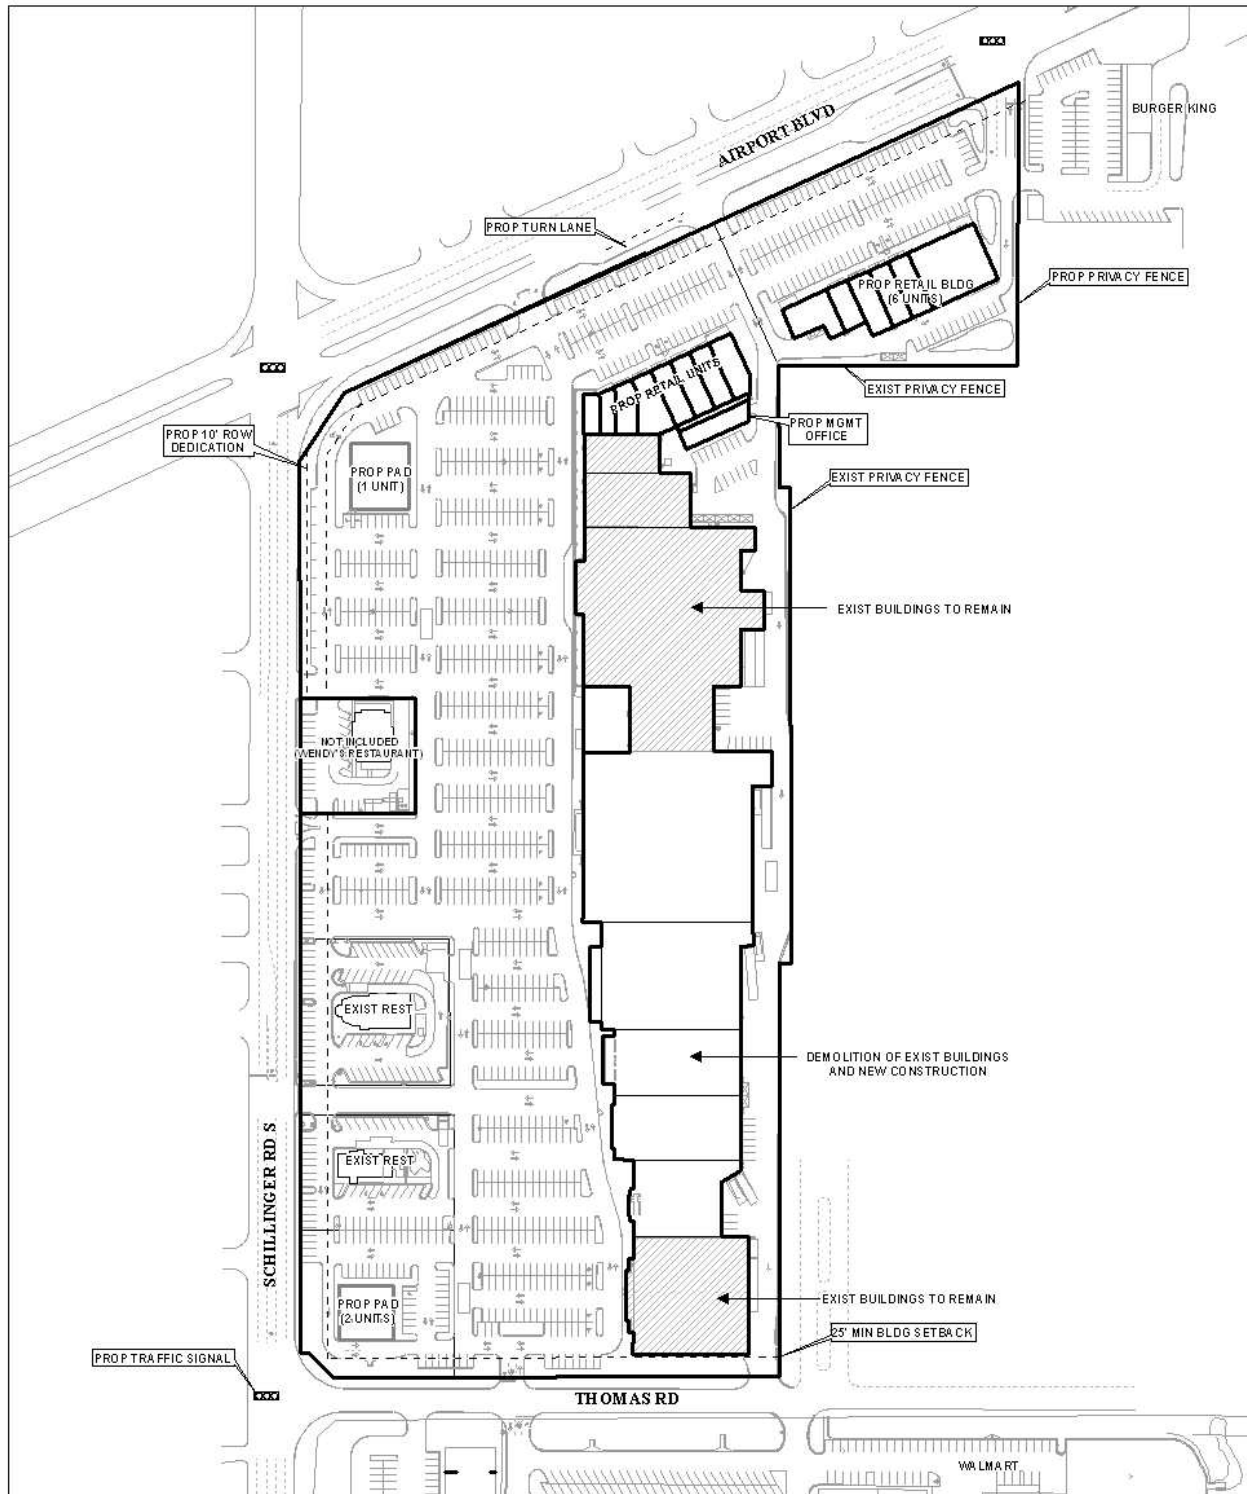 BURGER KING
AIRPORT BLVD
PROP TURN LANE
PROP RETAIL BLDG
(6 UNITS)
PROP PRIVACY FENCE
PROP RETAIL UNITS
EXIST PRIVACY FENCE
PROP MGMT
OFFICE
PROP 10' ROW
DEDICATION
PROP PAD
(1 UNIT)
EXIST PRIVACY FENCE
EXIST BUILDINGS TO REMAIN
NOT INCLUDED
(WENDY'S RESTAURANT)
EXIST REST
DEMOLITION OF EXIST BUILDINGS
AND NEW CONSTRUCTION
SCHILLINGER RD S
EXIST REST
PROP PAD
(2 UNITS)
EXIST BUILDINGS TO REMAIN
25' MIN BLDG SETBACK
PROP TRAFFIC SIGNAL
THOMAS RD
WALMART